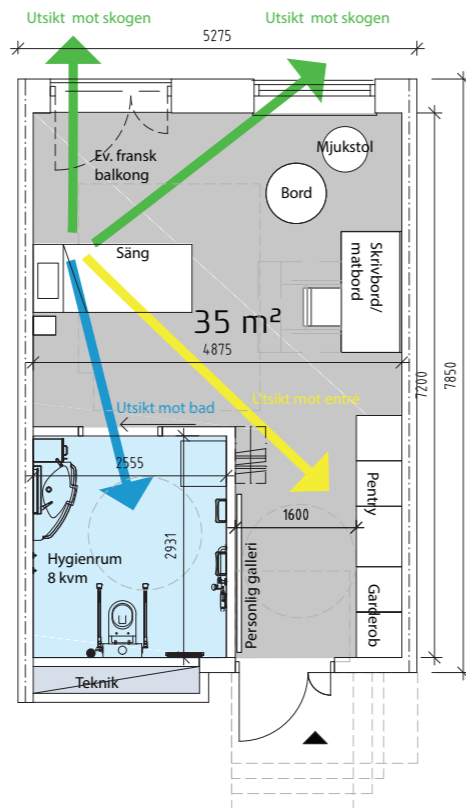 Utsikt mot skogen
Utsikt mot skogen
5275
Mjukstol
Ev. fransk
balkong
Bord
Säng
Skrivbord/
matbord
35 m²
4875
7200
7850
Utsikt mot bad
Utsikt mot entré
2555
Pentry
1600
2931
Hygienrum
8 kvm
Personlig galleri
Garderob
Teknik